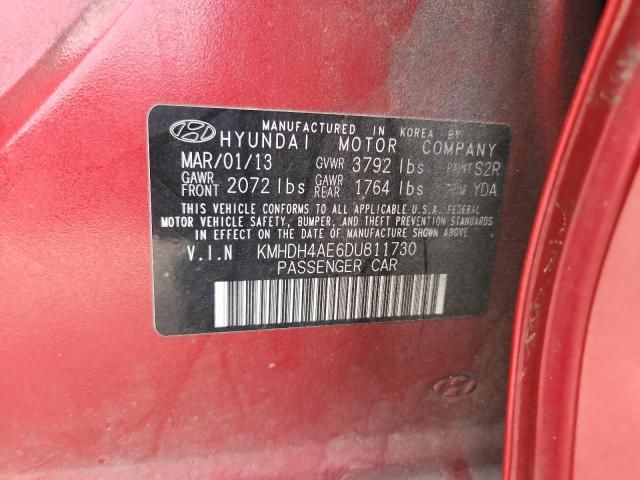 MANUFACTURED IN KOREA BY
HYUNDAI MOTOR COMPANY
MAR/01/13 GVWR 3792 lbs PAINT S2R
GAWR FRONT 2072 lbs GAWR REAR 1764 lbs TRIM YDA
THIS VEHICLE CONFORMS TO ALL APPLICABLE U.S.A. FEDERAL
MOTOR VEHICLE SAFETY, BUMPER, AND THEFT PREVENTION STANDARDS IN
EFFECT ON THE DATE OF MANUFACTURE SHOWN ABOVE.
V.I.N KMHDH4AE6DU811730
PASSENGER CAR